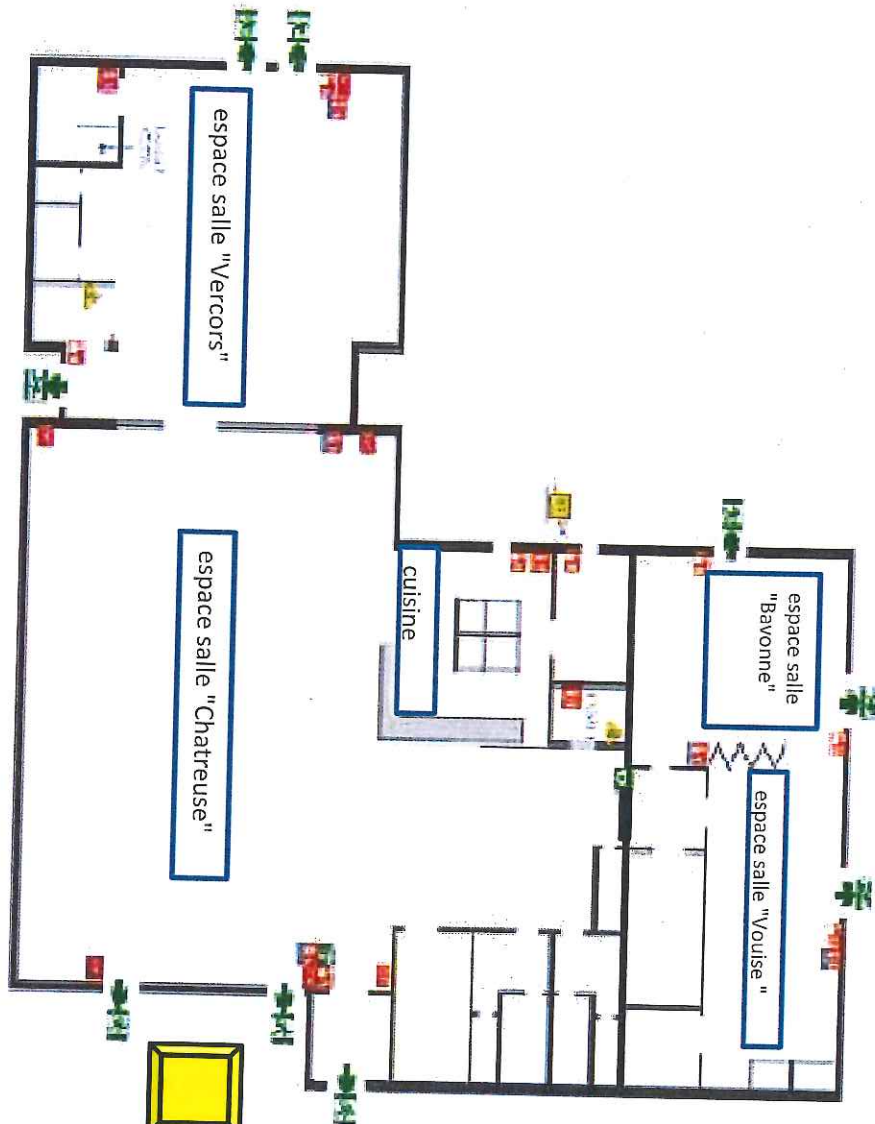 espace salle "Vercors"
espace salle "Chatreuse"
cuisine
espace salle
"Bavonne"
espace salle "Vouise"